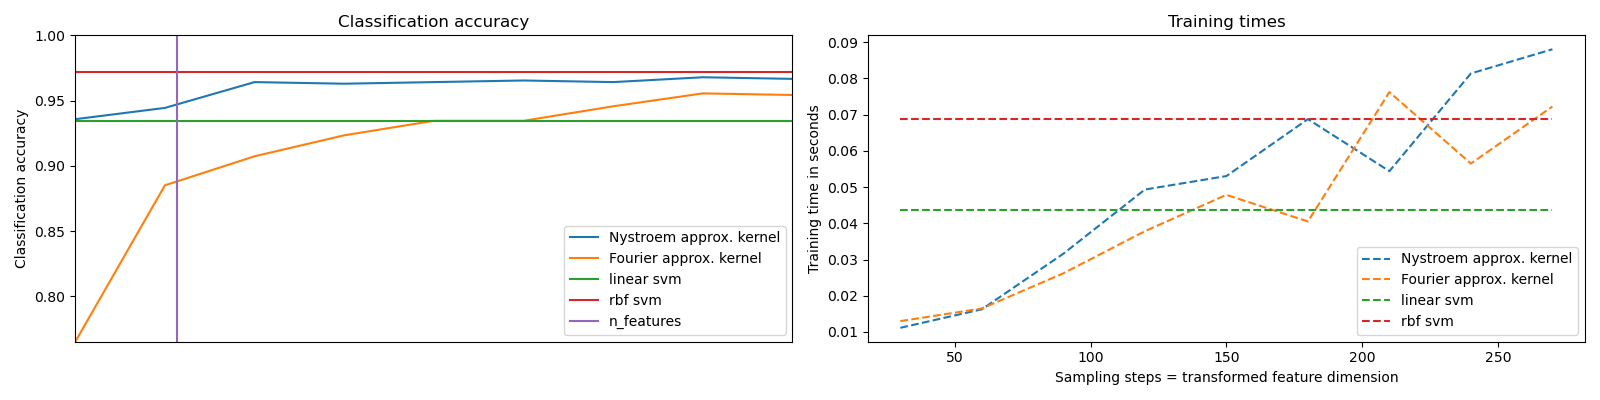 Classification accuracy
Classification accuracy
1.00
0.95
0.90
0.85
0.80
Nystroem approx. kernel
Fourier approx. kernel
linear svm
rbf svm
n_features
Training times
Training time in seconds
0.09
0.08
0.07
0.06
0.05
0.04
0.03
0.02
0.01
Nystroem approx. kernel
Fourier approx. kernel
linear svm
rbf svm
50 100 150 200 250
Sampling steps = transformed feature dimension